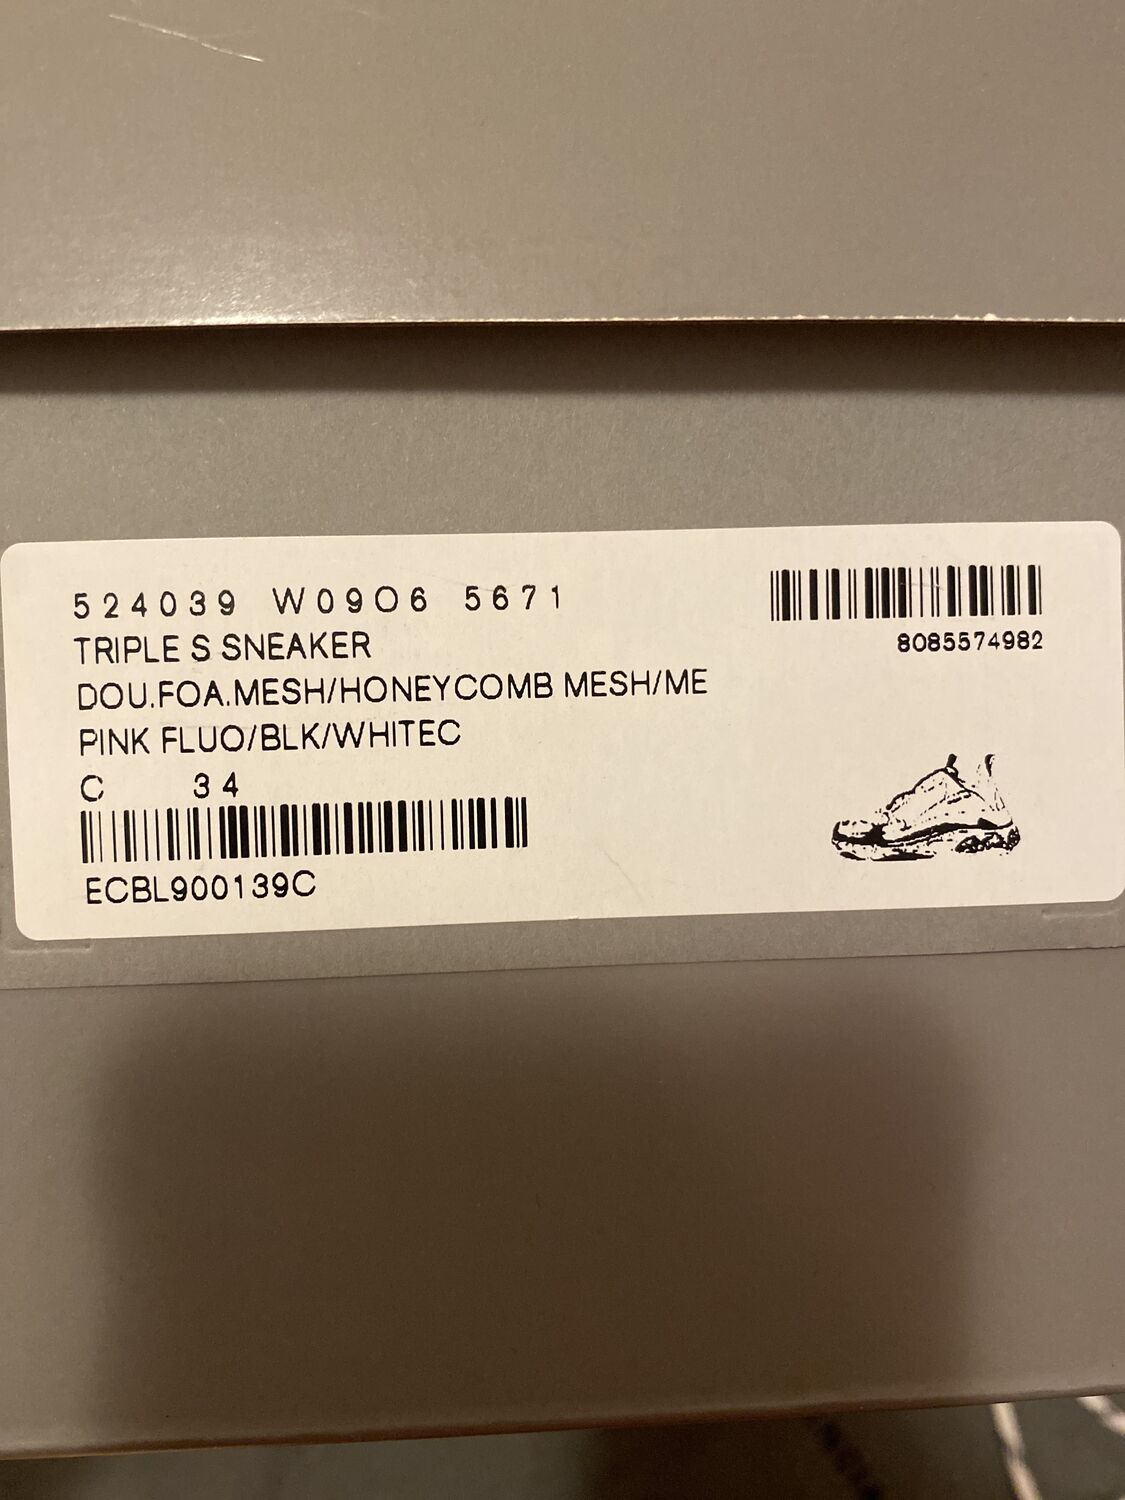 524039 W09O6 5671
TRIPLE S SNEAKER
DOU.FOA.MESH/HONEYCOMB MESH/ME
PINK FLUO/BLK/WHITEC
C 34
ECBL900139C
8085574982